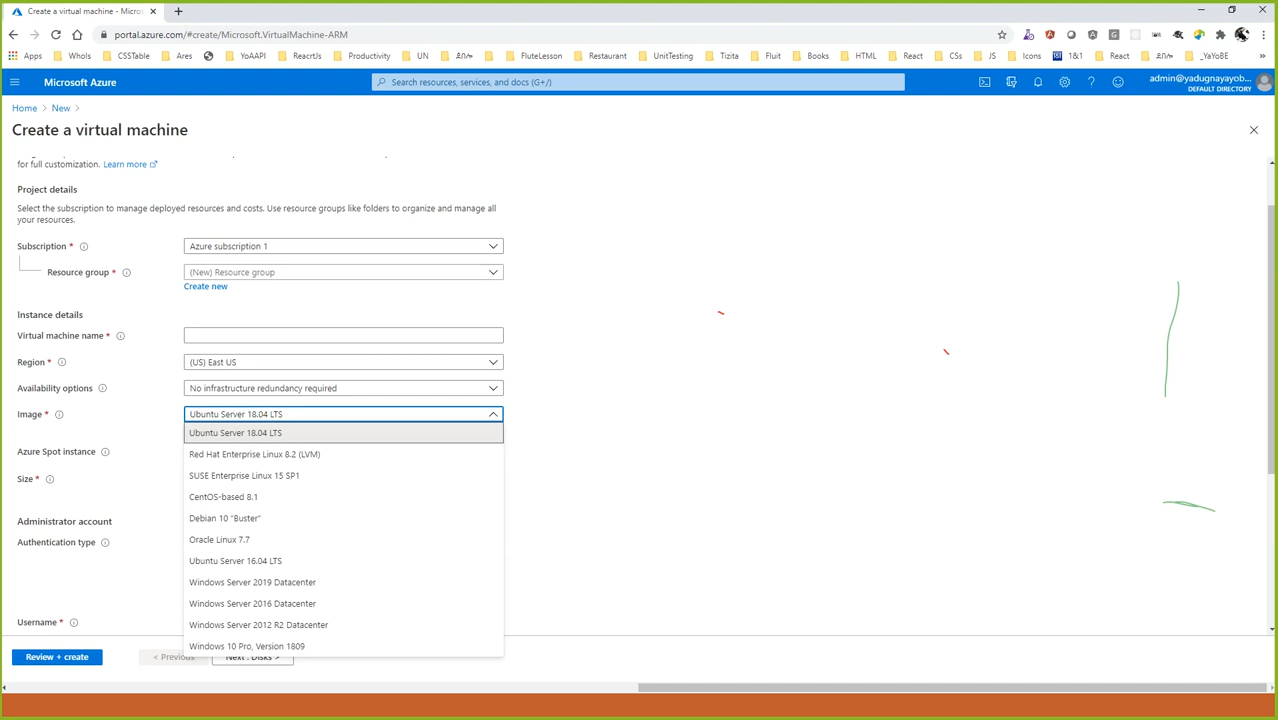 Create a virtual machine - Micros
portal.azure.com/#create/Microsoft.VirtualMachine-ARM
Apps WhoIs CSSTable Ares YoAPI ReactrJs Productivity UN ድሰሎ FluteLesson Restaurant UnitTesting Tizita Fluit Books HTML React CSs JS Icons 1&1 React ድሰሎ _YaYoBE »
Microsoft Azure
Search resources, services, and docs (G+/)
admin@yadugnayayob...
DEFAULT DIRECTORY
Home > New >
Create a virtual machine
for full customization. Learn more
Project details
Select the subscription to manage deployed resources and costs. Use resource groups like folders to organize and manage all
your resources.
Subscription *
Azure subscription 1
Resource group *
(New) Resource group
Create new
Instance details
Virtual machine name *
Region *
(US) East US
Availability options
No infrastructure redundancy required
Image *
Ubuntu Server 18.04 LTS
Ubuntu Server 18.04 LTS
Red Hat Enterprise Linux 8.2 (LVM)
Azure Spot instance
SUSE Enterprise Linux 15 SP1
Size *
CentOS-based 8.1
Debian 10 "Buster"
Administrator account
Oracle Linux 7.7
Authentication type
Ubuntu Server 16.04 LTS
Windows Server 2019 Datacenter
Windows Server 2016 Datacenter
Username *
Windows Server 2012 R2 Datacenter
Windows 10 Pro, Version 1809
Review + create
< Previous
Next : Disks >